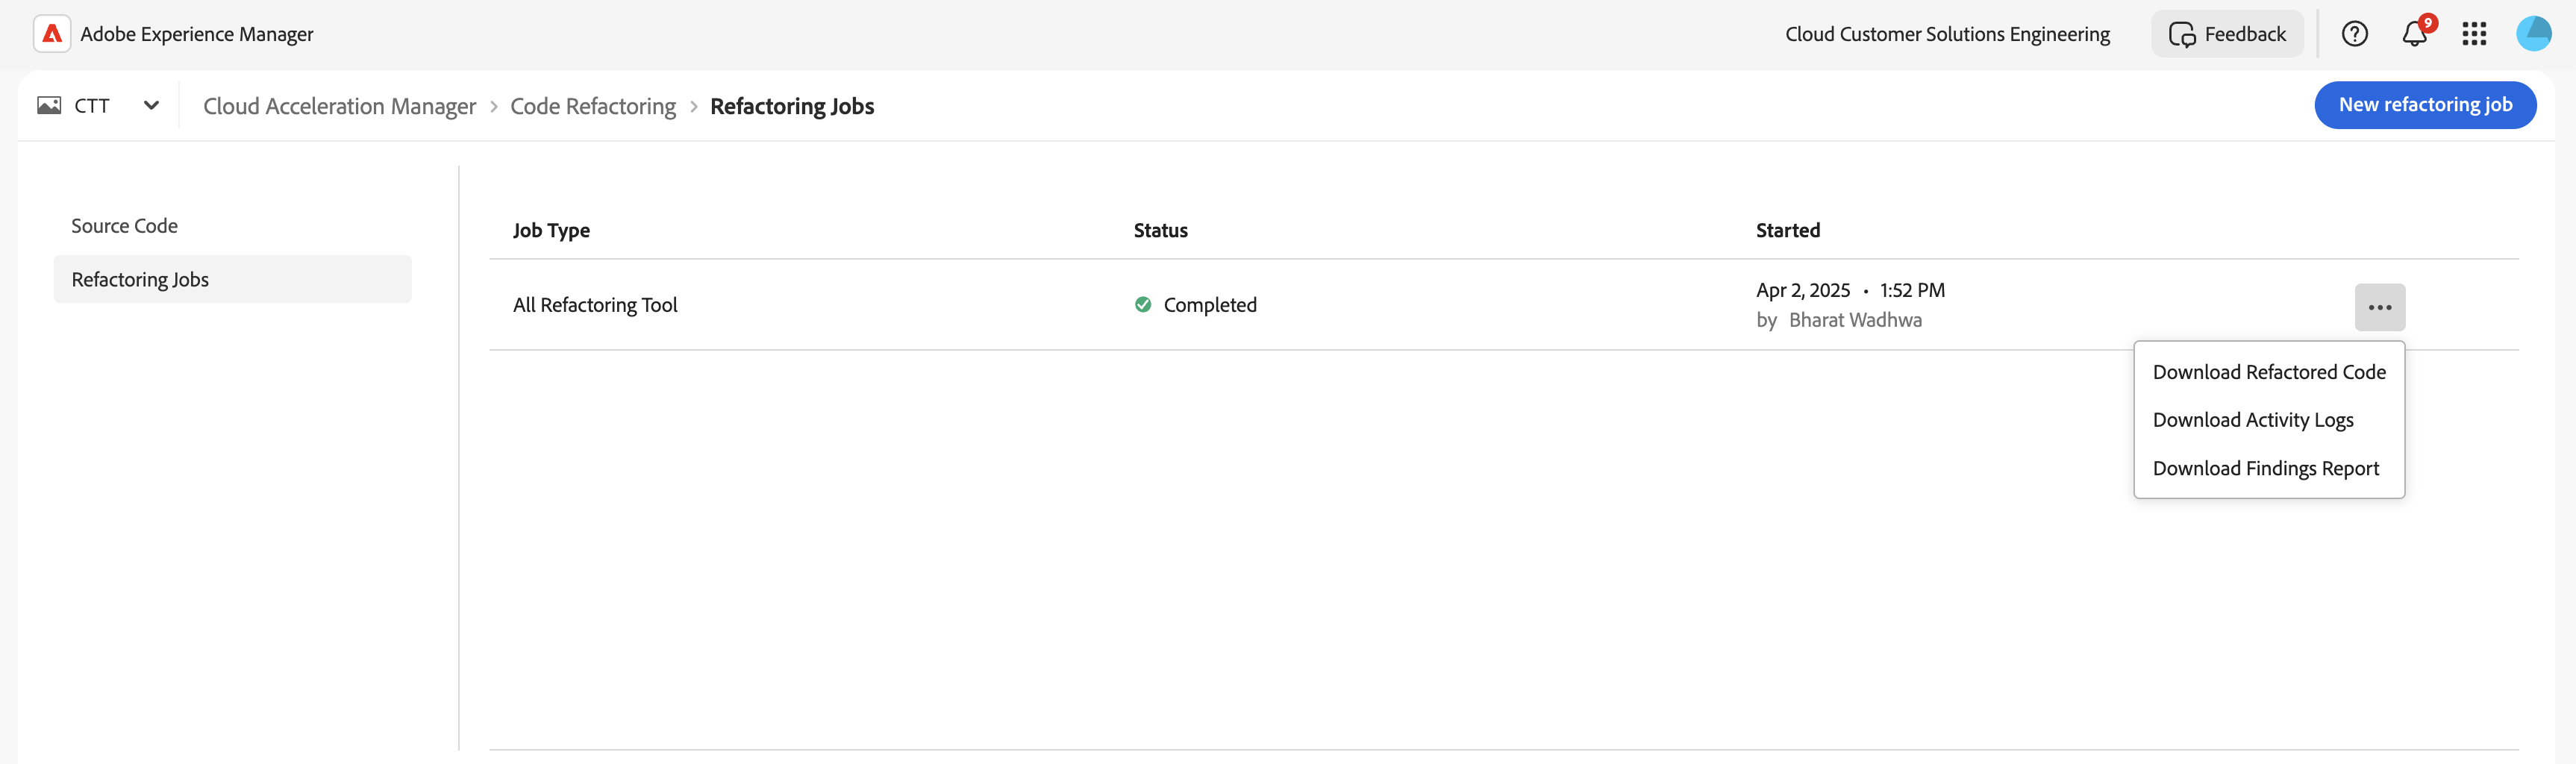 Adobe Experience Manager
Cloud Customer Solutions Engineering
Feedback
9
CTT
Cloud Acceleration Manager > Code Refactoring > Refactoring Jobs
New refactoring job
Source Code
Refactoring Jobs
Job Type Status Started
All Refactoring Tool Completed Apr 2, 2025 • 1:52 PM
by Bharat Wadhwa
Download Refactored Code
Download Activity Logs
Download Findings Report